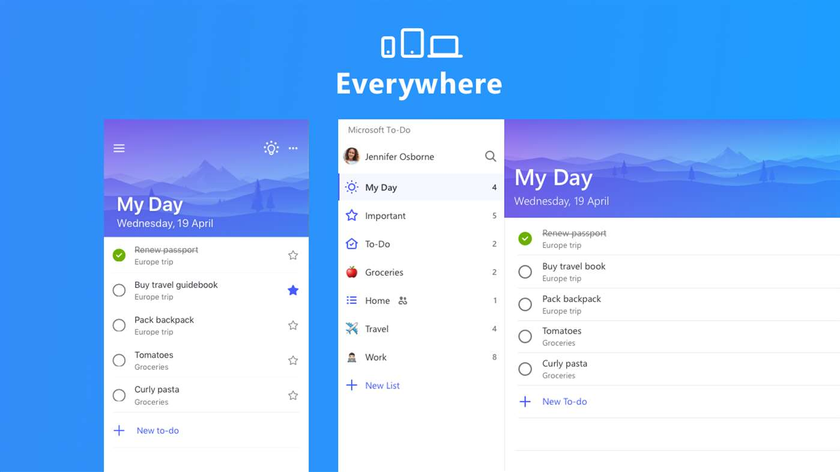 Everywhere
My Day
Wednesday, 19 April
Renew passport
Europe trip
Buy travel guidebook
Europe trip
Pack backpack
Europe trip
Tomatoes
Groceries
Curly pasta
Groceries
New to-do
Microsoft To-Do
Jennifer Osborne
My Day 4
Important 5
To-Do 2
Groceries 2
Home 1
Travel 4
Work 8
New List
My Day
Wednesday, 19 April
Renew passport
Europe trip
Buy travel book
Europe trip
Pack backpack
Europe trip
Tomatoes
Groceries
Curly pasta
Groceries
New To-do